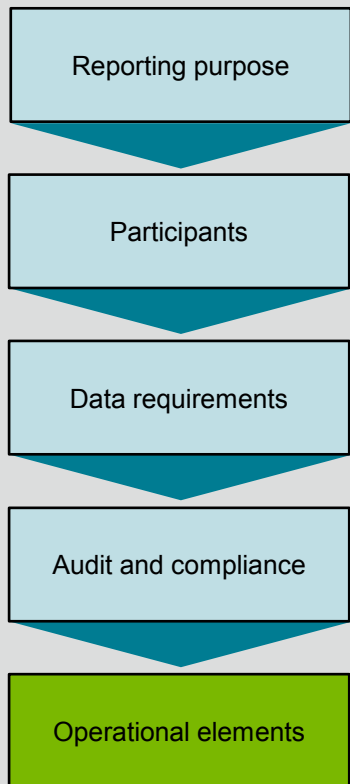 Reporting purpose
Participants
Data requirements
Audit and compliance
Operational elements